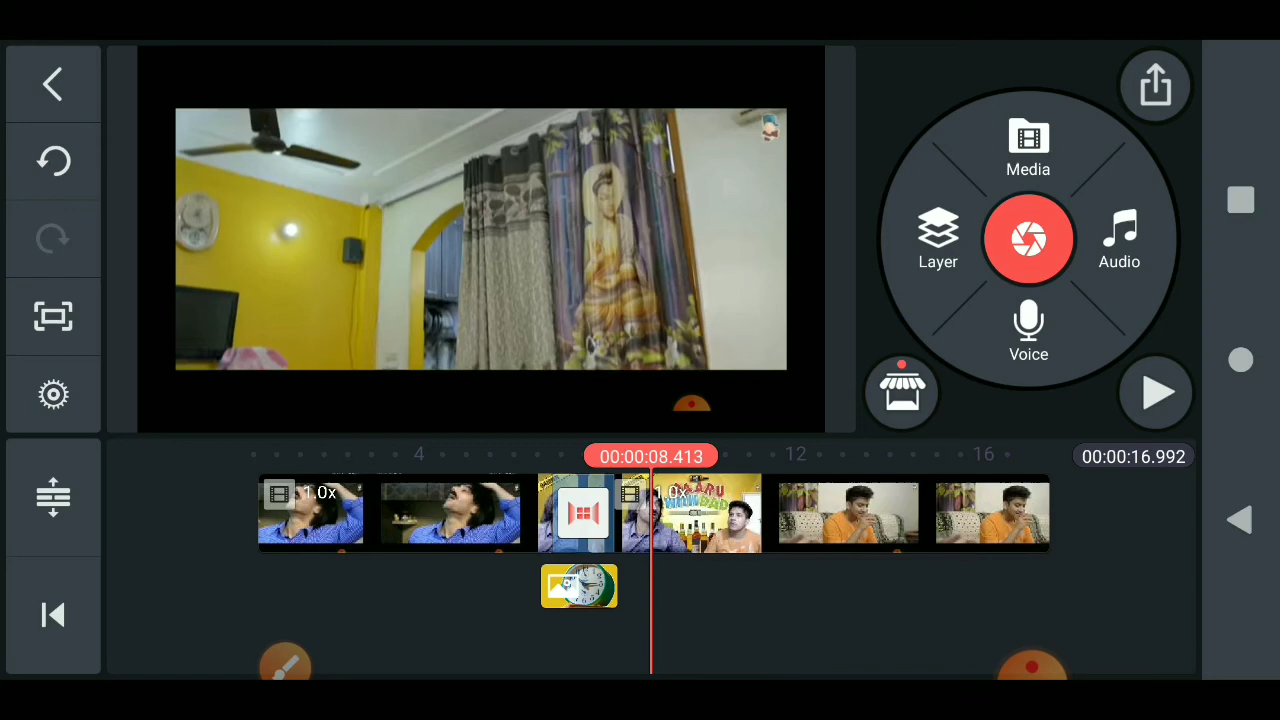 Media
Layer
Audio
Voice
4
00:00:08.413
12
16
00:00:16.992
1.0x
1.0x
DAARU